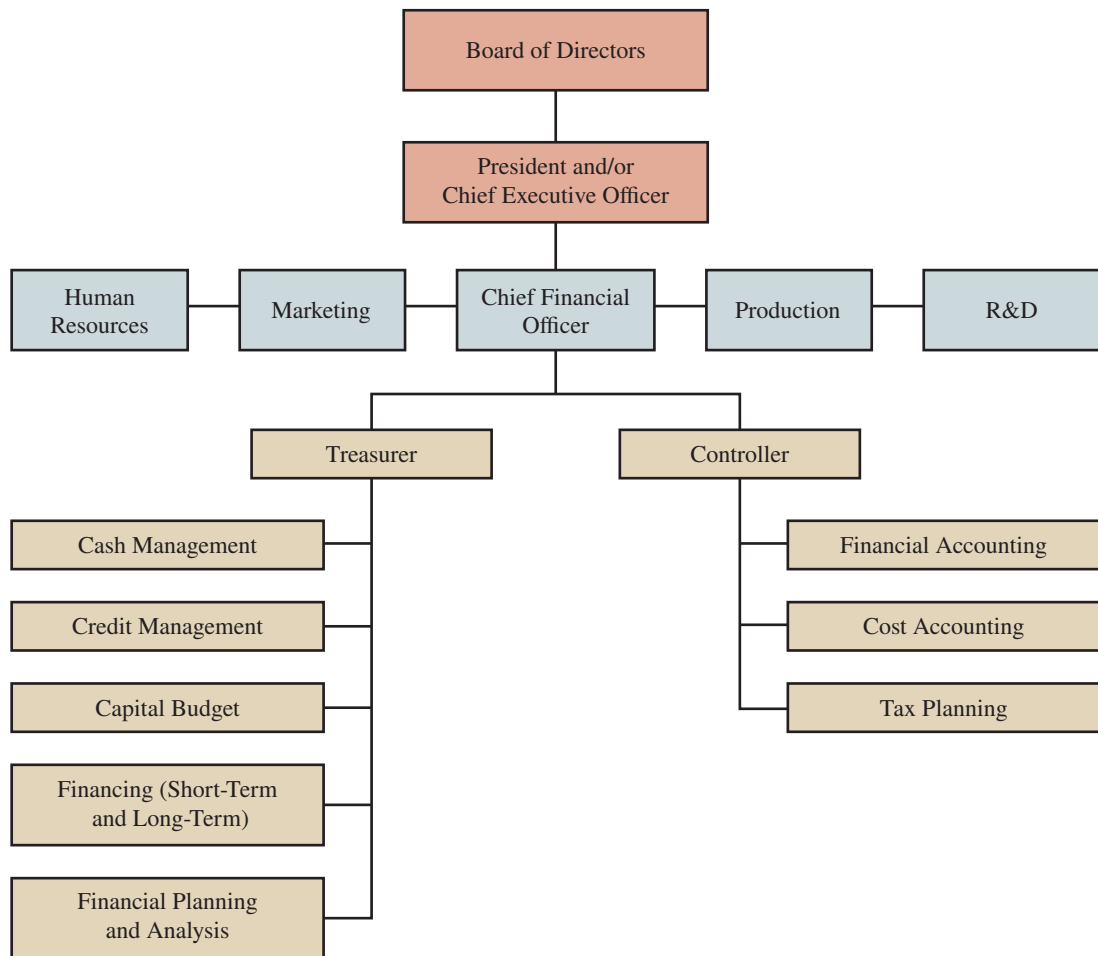 Board of Directors
President and/or
Chief Executive Officer
Human
Resources
Marketing
Chief Financial
Officer
Production
R&D
Treasurer
Controller
Cash Management
Credit Management
Capital Budget
Financing (Short-Term
and Long-Term)
Financial Planning
and Analysis
Financial Accounting
Cost Accounting
Tax Planning